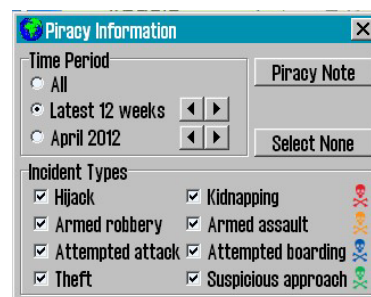 Piracy Information
Time Period
All
Piracy Note
Latest 12 weeks
April 2012
Select None
Incident Types
Hijack Kidnapping
Armed robbery Armed assault
Attempted attack Attempted boarding
Theft Suspicious approach